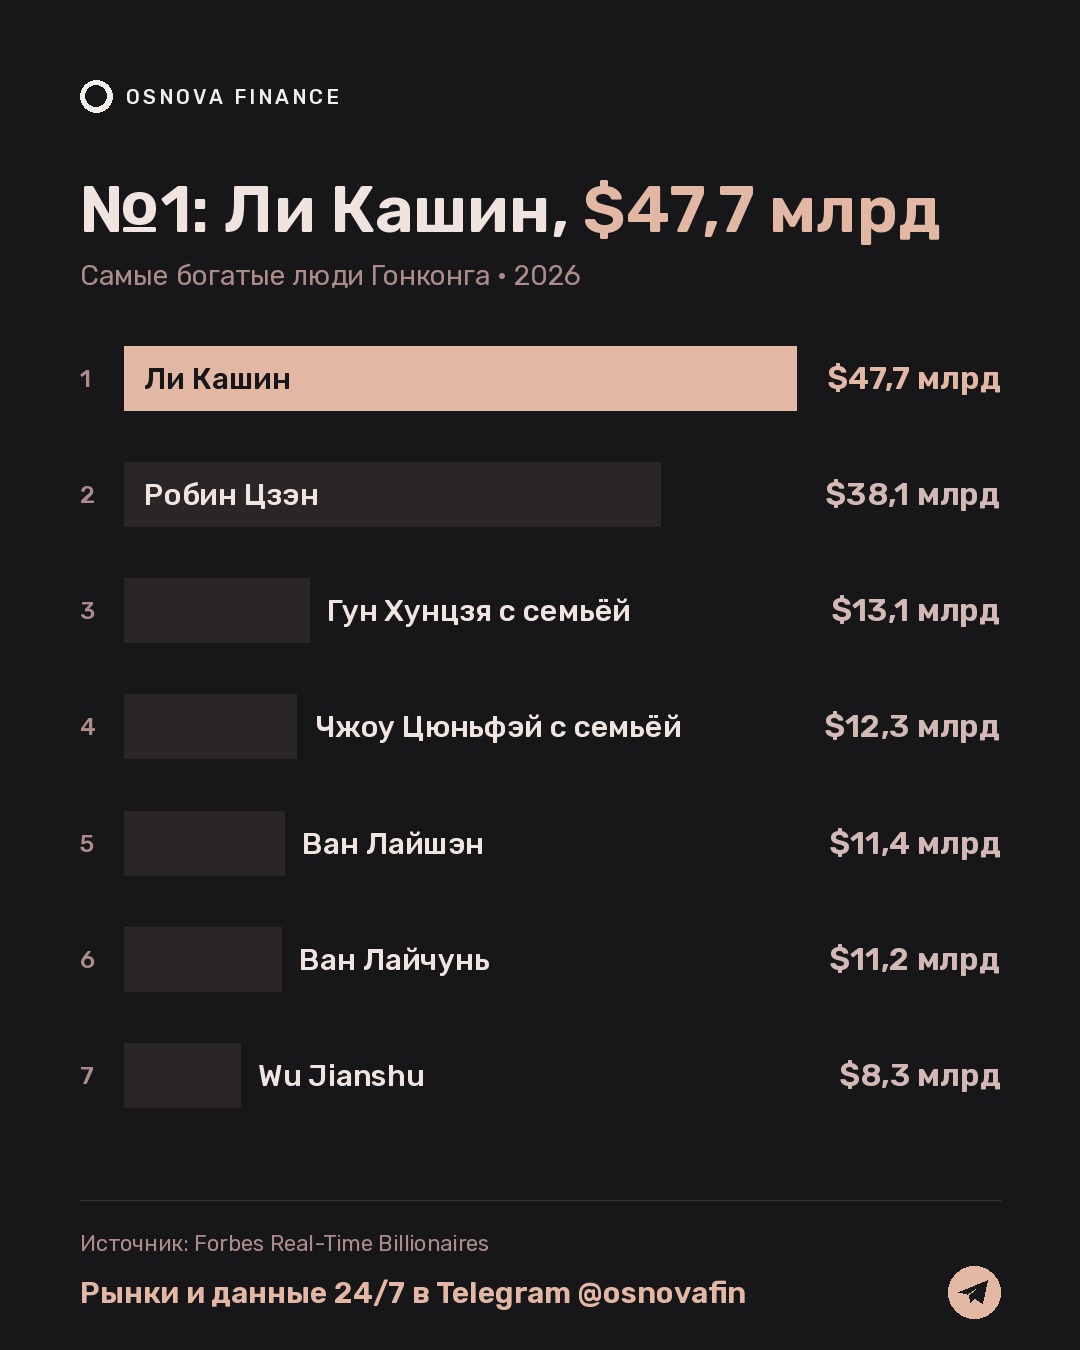 OSNOVA FINANCE
№1: Ли Кашин, $47,7 млрд
Самые богатые люди Гонконга • 2026
1 Ли Кашин $47,7 млрд
2 Робин Цзэн $38,1 млрд
3 Гун Хунцзя с семьёй $13,1 млрд
4 Чжоу Цюньфэй с семьёй $12,3 млрд
5 Ван Лайшэн $11,4 млрд
6 Ван Лайчунь $11,2 млрд
7 Wu Jianshu $8,3 млрд
Источник: Forbes Real-Time Billionaires
Рынки и данные 24/7 в Telegram @osnovafin